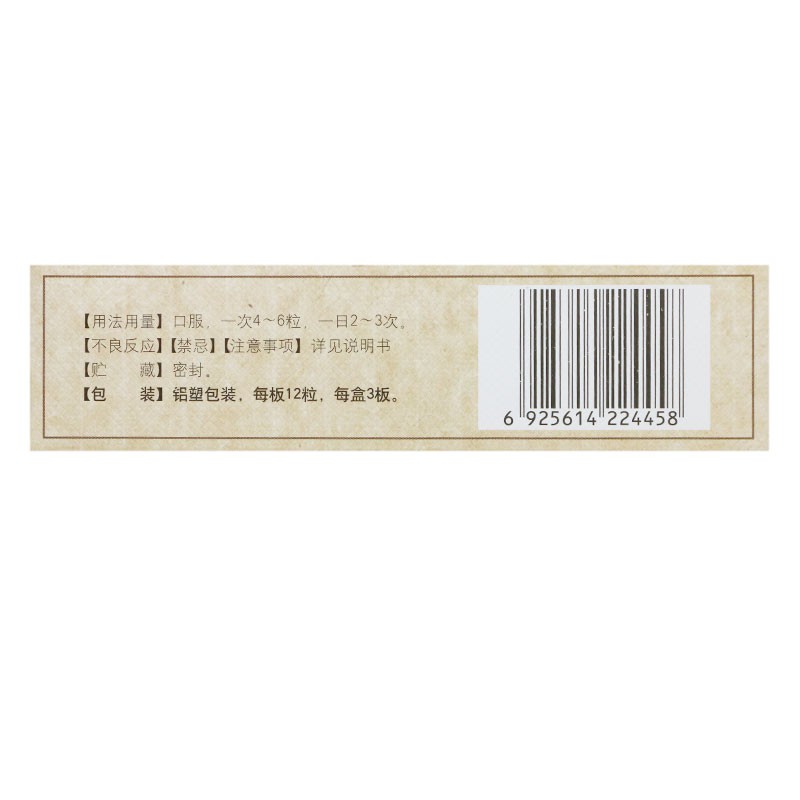 【用法用量】口服，一次4～6粒，一日2～3次。
【不良反应】【禁忌】【注意事项】详见说明书
【贮　　藏】密封。
【包　　装】铝塑包装，每板12粒，每盒3板。
6 925614 224458